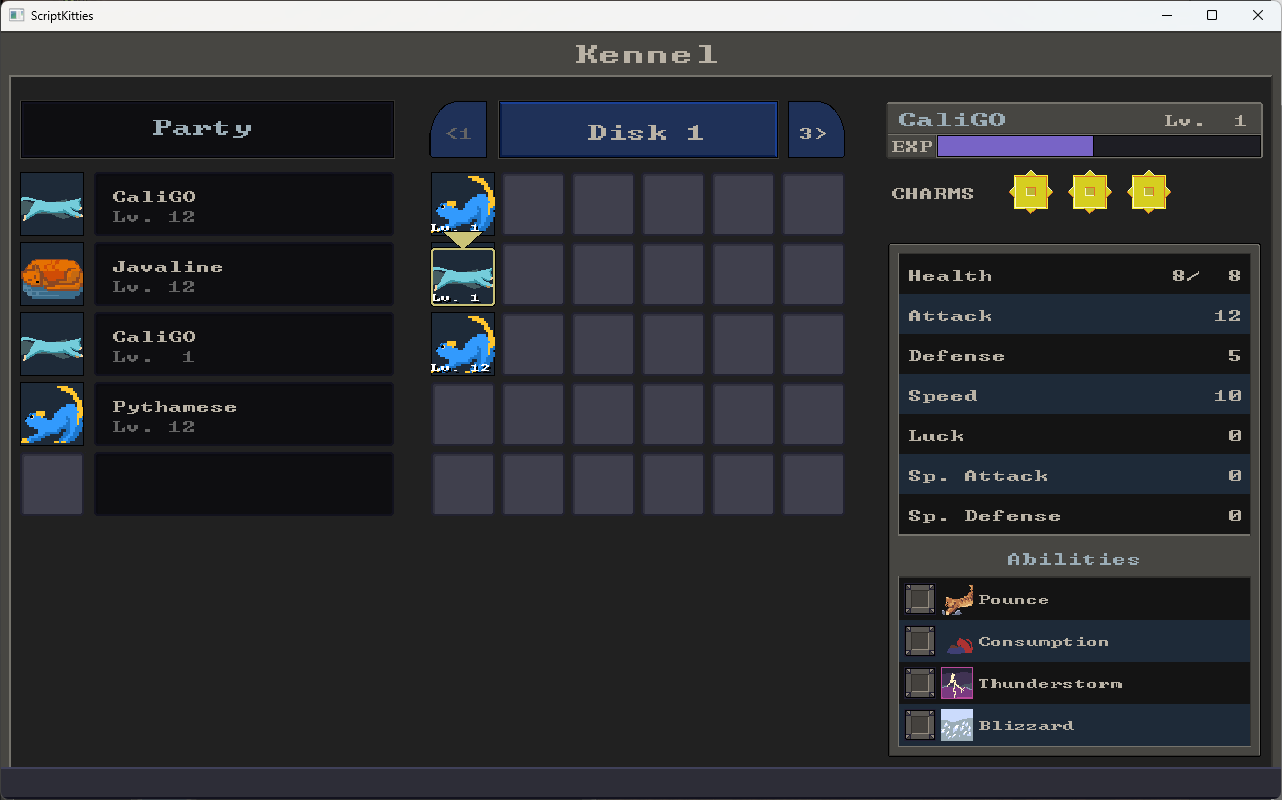 ScriptKitties
Kennel
Party
<1
Disk 1
3>
CaliGO
Lv. 12
Javaline
Lv. 12
CaliGO
Lv. 1
Pythamese
Lv. 12
Lv. 1
Lv. 1
Lv. 12
CaliGO Lv. 1
EXP
CHARMS
Health 8/ 8
Attack 12
Defense 5
Speed 10
Luck 0
Sp. Attack 0
Sp. Defense 0
Abilities
Pounce
Consumption
Thunderstorm
Blizzard